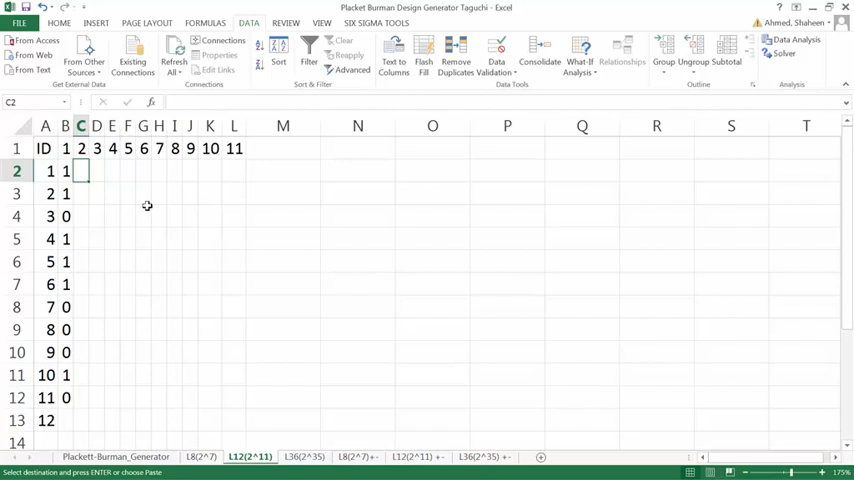 Placket Burman Design Generator Taguchi - Excel
FILE HOME INSERT PAGE LAYOUT FORMULAS DATA REVIEW VIEW SIX SIGMA TOOLS Ahmed, Shaheen
From Access
From Web
From Text
From Other Sources
Existing Connections
Get External Data
Refresh All
Connections
Properties
Edit Links
Connections
Sort
Filter
Clear
Reapply
Advanced
Sort & Filter
Text to Columns
Flash Fill
Remove Duplicates
Data Validation
Consolidate
What-If Analysis
Relationships
Data Tools
Group
Ungroup
Subtotal
Outline
Data Analysis
Solver
Analysis
C2 fx
A B C D E F G H I J K L M N O P Q R S T
1 ID 1 2 3 4 5 6 7 8 9 10 11
2 1 1
3 2 1
4 3 0
5 4 1
6 5 1
7 6 1
8 7 0
9 8 0
10 9 0
11 10 1
12 11 0
13 12
14
Plackett-Burman_Generator L8(2^7) L12(2^11) L36(2^35) L8(2^7)+- L12(2^11) +- L36(2^35) +-
Select destination and press ENTER or choose Paste 175%